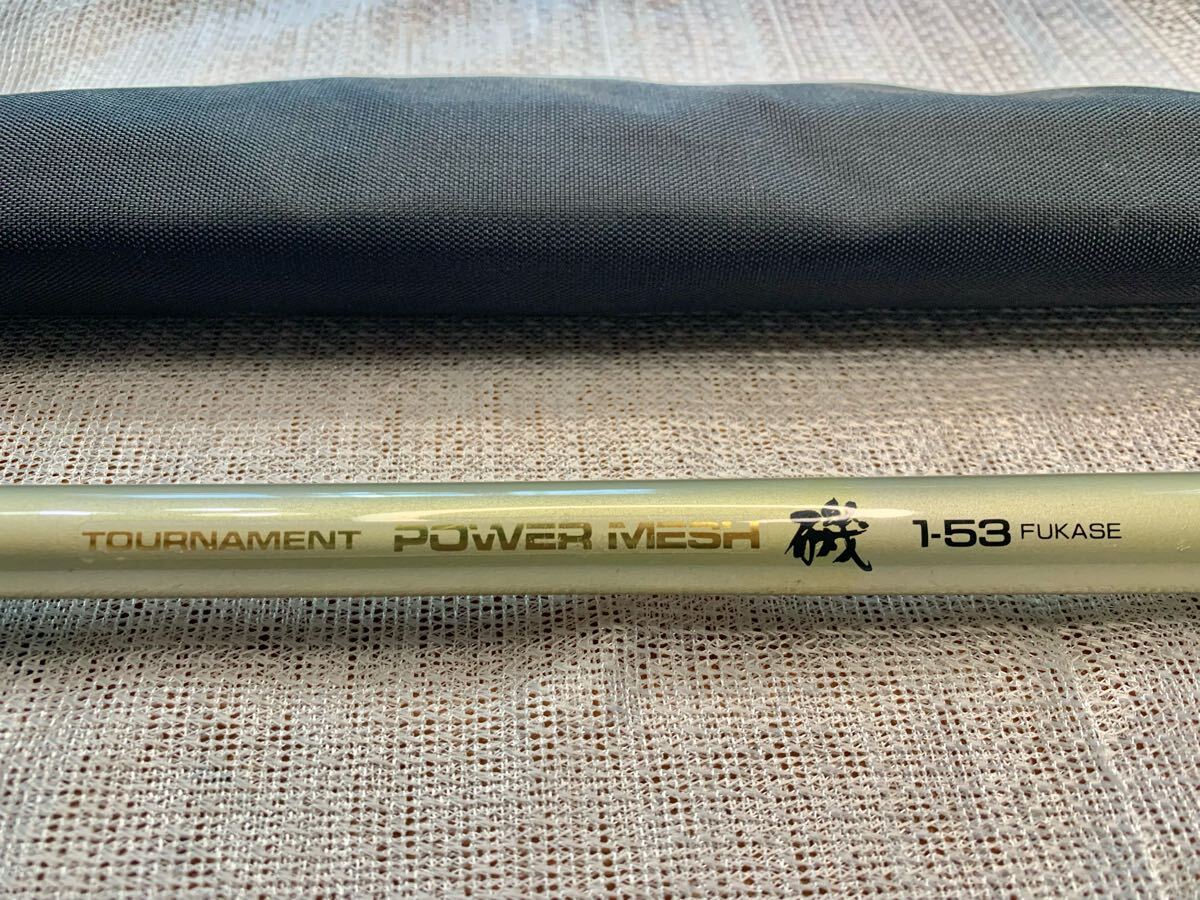 TOURNAMENT POWER MESH 磯 1-53 FUKASE